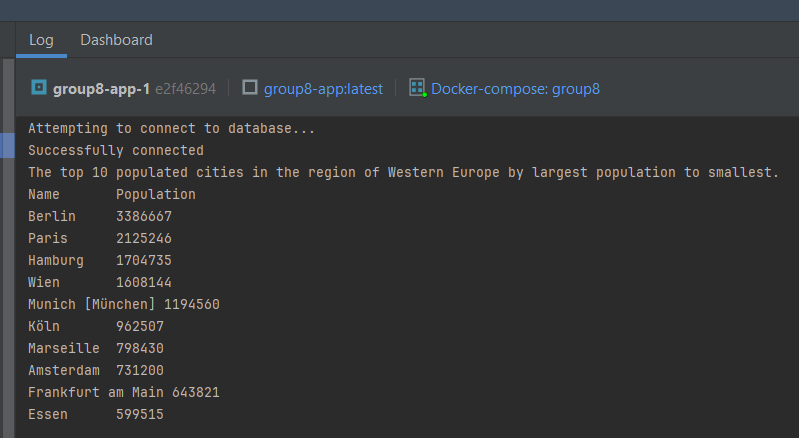 Log Dashboard
group8-app-1 e2f46294 group8-app:latest Docker-compose: group8
Attempting to connect to database...
Successfully connected
The top 10 populated cities in the region of Western Europe by largest population to smallest.
Name Population
Berlin 3386667
Paris 2125246
Hamburg 1704735
Wien 1608144
Munich [München] 1194560
Köln 962507
Marseille 798430
Amsterdam 731200
Frankfurt am Main 643821
Essen 599515